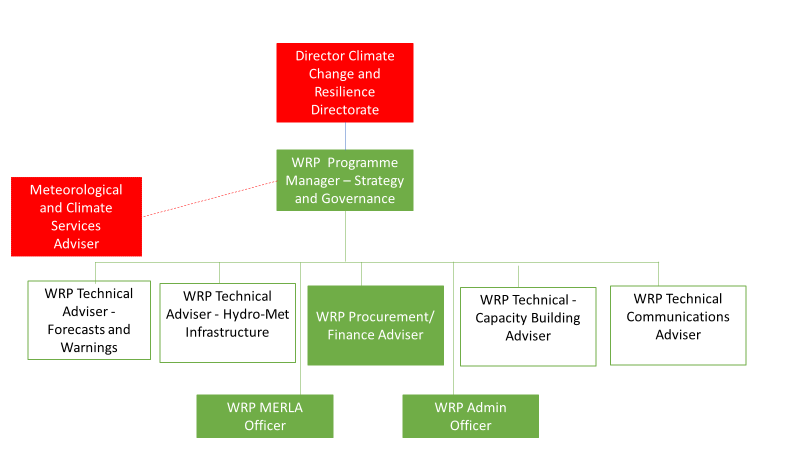 Director Climate
Change and
Resilience
Directorate
WRP Programme
Manager – Strategy
and Governance
Meteorological
and Climate
Services
Adviser
WRP Technical
Adviser -
Forecasts and
Warnings
WRP Technical
Adviser - Hydro-Met
Infrastructure
WRP Procurement/
Finance Adviser
WRP Technical -
Capacity Building
Adviser
WRP Technical
Communications
Adviser
WRP MERLA
Officer
WRP Admin
Officer